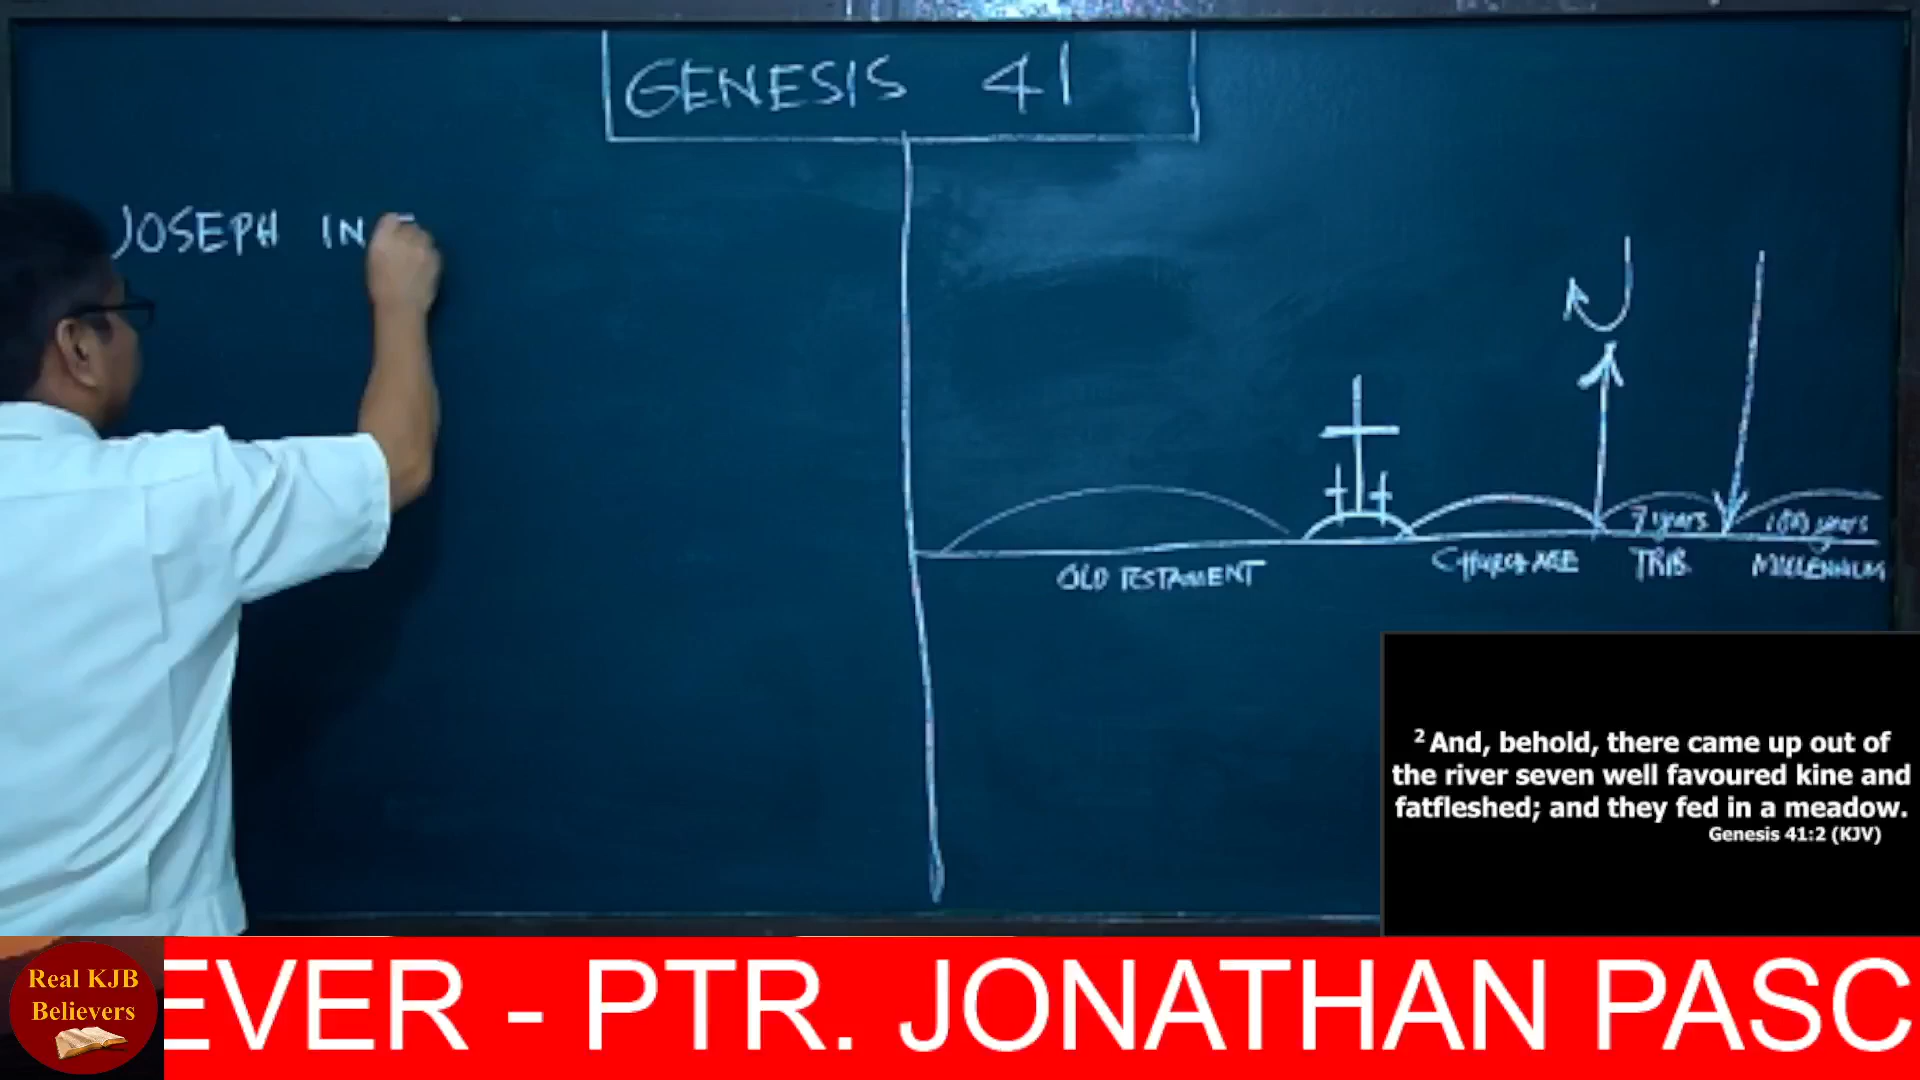 GENESIS 41
JOSEPH IN
7 years
1000 years
OLD TESTAMENT
CHURCH AGE
TRIB.
MILLENNIUM
2 And, behold, there came up out of
the river seven well favoured kine and
fatfleshed; and they fed in a meadow.
Genesis 41:2 (KJV)
Real KJB
Believers
EVER - PTR. JONATHAN PASC